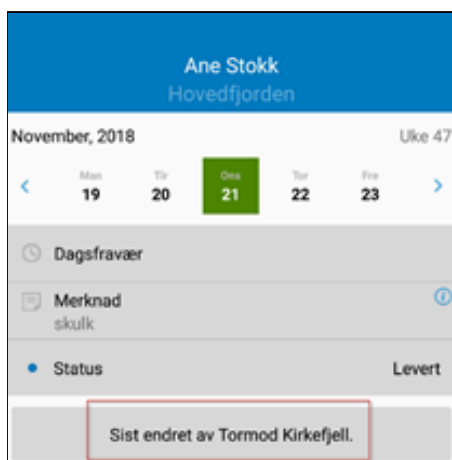 Ane Stokk
Hovedfjorden
November, 2018 Uke 47
Man Tir Ons Tor Fre
< 19 20 21 22 23 >
Dagsfravær
Merknad
skulk
Status Levert
Sist endret av Tormod Kirkefjell.